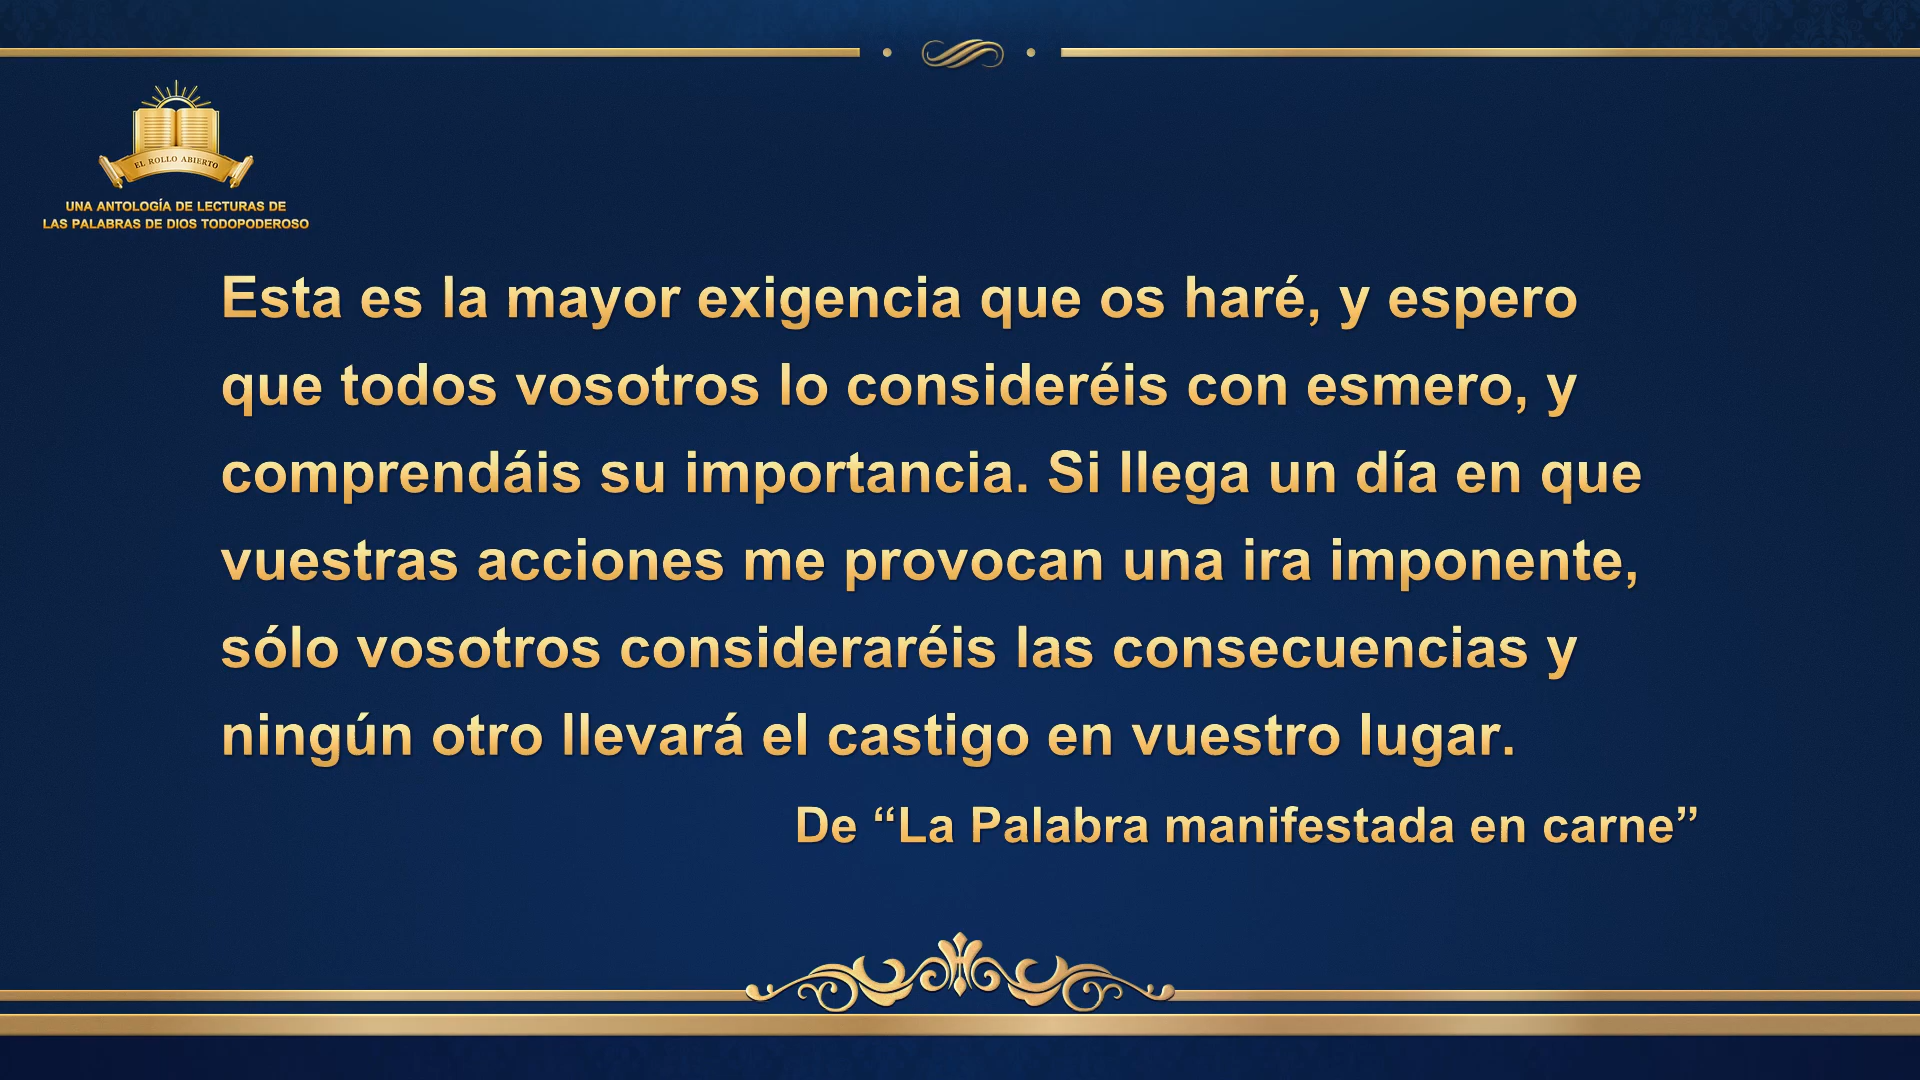 EL ROLLO ABIERTO
UNA ANTOLOGÍA DE LECTURAS DE
LAS PALABRAS DE DIOS TODOPODEROSO
Esta es la mayor exigencia que os haré, y espero
que todos vosotros lo consideréis con esmero, y
comprendáis su importancia. Si llega un día en que
vuestras acciones me provocan una ira imponente,
sólo vosotros consideraréis las consecuencias y
ningún otro llevará el castigo en vuestro lugar.
De “La Palabra manifestada en carne”